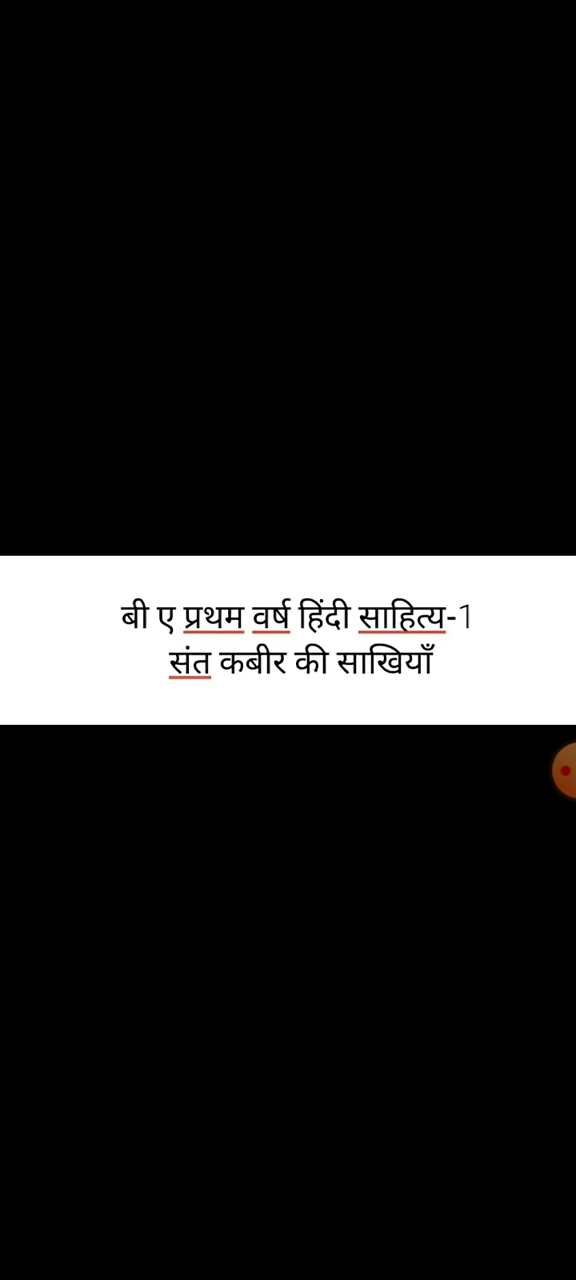 बी ए प्रथम वर्ष हिंदी साहित्य-1
संत कबीर की साखियाँ